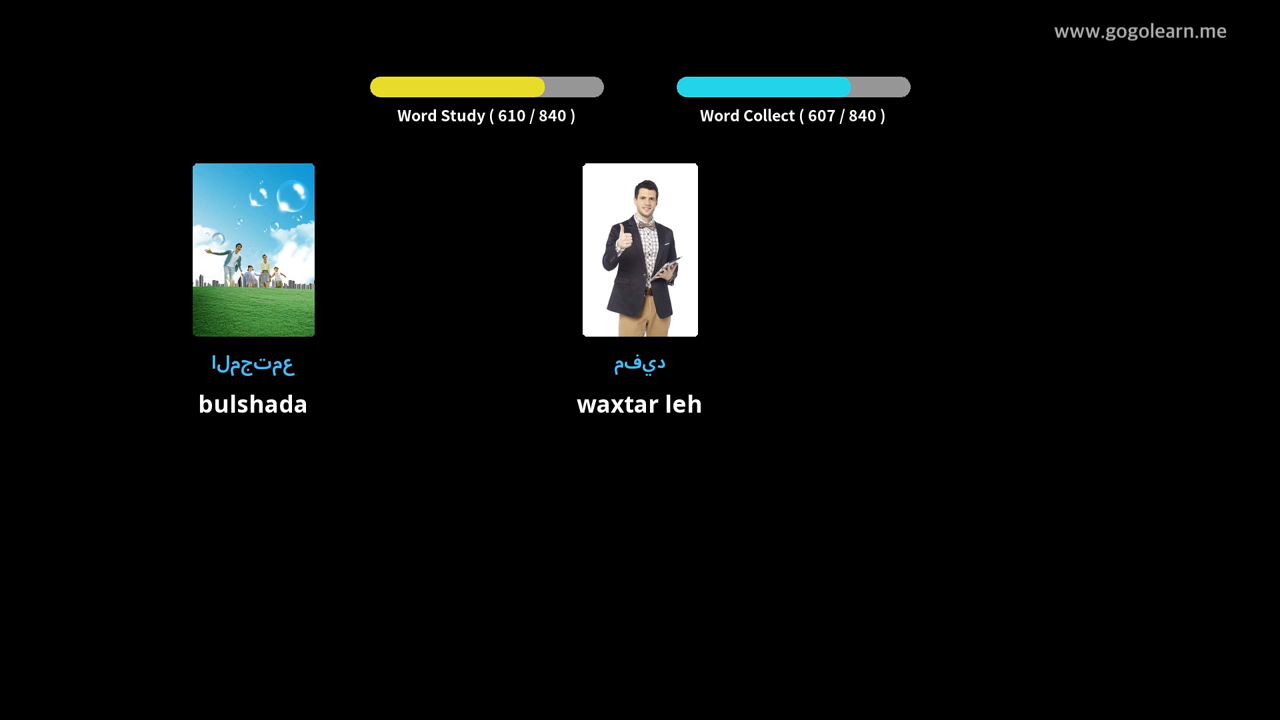 www.gogolearn.me
Word Study ( 610 / 840 )
Word Collect ( 607 / 840 )
المجتمع
bulshada
مفيد
waxtar leh